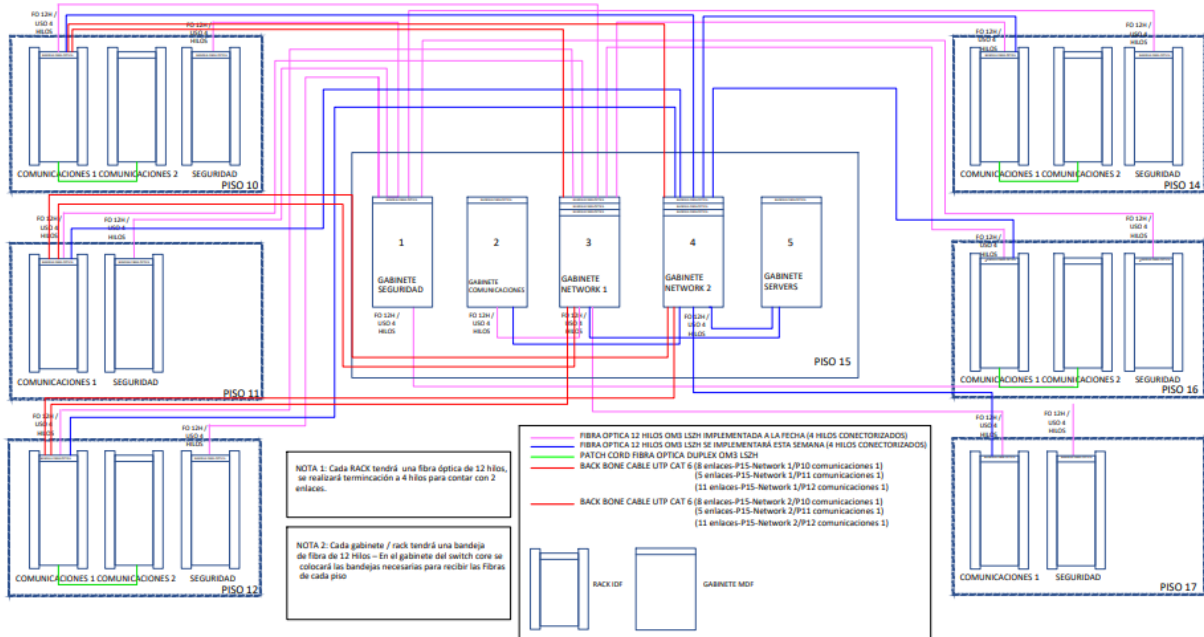 FO 12H /
USO 4
HILOS
FO 12H /
USO 4
HILOS
COMUNICACIONES 1
COMUNICACIONES 2
SEGURIDAD
PISO 10
FO 12H /
USO 4
HILOS
FO 12H /
USO 4
HILOS
COMUNICACIONES 1
SEGURIDAD
PISO 11
FO 12H /
USO 4
HILOS
FO 12H /
USO 4
HILOS
COMUNICACIONES 1
COMUNICACIONES 2
SEGURIDAD
PISO 12
1
GABINETE
SEGURIDAD
2
GABINETE
COMUNICACIONES
3
GABINETE
NETWORK 1
4
GABINETE
NETWORK 2
5
GABINETE
SERVERS
FO 12H /
USO 4
HILOS
FO 12H /
USO 4
HILOS
FO 12H /
USO 4
HILOS
FO 12H /
USO 4
HILOS
PISO 15
FO 12H /
USO 4
HILOS
FO 12H /
USO 4
HILOS
COMUNICACIONES 1
COMUNICACIONES 2
SEGURIDAD
PISO 14
FO 12H /
USO 4
HILOS
FO 12H /
USO 4
HILOS
COMUNICACIONES 1
COMUNICACIONES 2
SEGURIDAD
PISO 16
FO 12H /
USO 4
HILOS
FO 12H /
USO 4
HILOS
COMUNICACIONES 1
SEGURIDAD
PISO 17
NOTA 1: Cada RACK tendrá una fibra óptica de 12 hilos,
se realizará termincación a 4 hilos para contar con 2
enlaces.
NOTA 2: Cada gabinete / rack tendrá una bandeja
de fibra de 12 Hilos – En el gabinete del switch core se
colocará las bandejas necesarias para recibir las Fibras
de cada piso
FIBRA OPTICA 12 HILOS OM3 LSZH IMPLEMENTADA A LA FECHA (4 HILOS CONECTORIZADOS)
FIBRA OPTICA 12 HILOS OM3 LSZH SE IMPLEMENTARÁ ESTA SEMANA (4 HILOS CONECTORIZADOS)
PATCH CORD FIBRA OPTICA DUPLEX OM3 LSZH
BACK BONE CABLE UTP CAT 6 (8 enlaces-P15-Network 1/P10 comunicaciones 1)
(5 enlaces-P15-Network 1/P11 comunicaciones 1)
(11 enlaces-P15-Network 1/P12 comunicaciones 1)
BACK BONE CABLE UTP CAT 6 (8 enlaces-P15-Network 2/P10 comunicaciones 1)
(5 enlaces-P15-Network 2/P11 comunicaciones 1)
(11 enlaces-P15-Network 2/P12 comunicaciones 1)
RACK IDF
GABINETE MDF